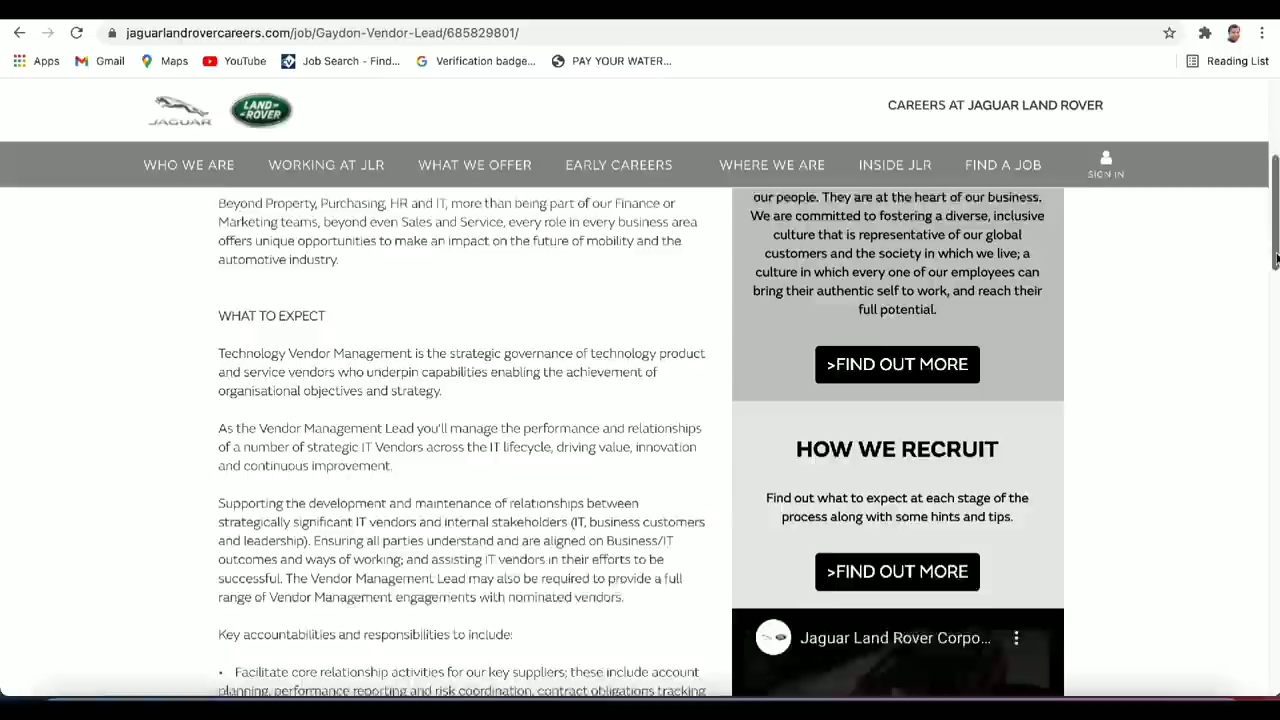 jaguarlandrovercareers.com/job/Gaydon-Vendor-Lead/685829801/
Apps Gmail Maps YouTube Job Search - Find... Verification badge... PAY YOUR WATER... Reading List
JAGUAR
LAND-
ROVER
CAREERS AT JAGUAR LAND ROVER
WHO WE ARE WORKING AT JLR WHAT WE OFFER EARLY CAREERS WHERE WE ARE INSIDE JLR FIND A JOB SIGN IN
Beyond Property, Purchasing, HR and IT, more than being part of our Finance or
Marketing teams, beyond even Sales and Service, every role in every business area
offers unique opportunities to make an impact on the future of mobility and the
automotive industry.
WHAT TO EXPECT
Technology Vendor Management is the strategic governance of technology product
and service vendors who underpin capabilities enabling the achievement of
organisational objectives and strategy.
As the Vendor Management Lead you'll manage the performance and relationships
of a number of strategic IT Vendors across the IT lifecycle, driving value, innovation
and continuous improvement.
Supporting the development and maintenance of relationships between
strategically significant IT vendors and internal stakeholders (IT, business customers
and leadership). Ensuring all parties understand and are aligned on Business/IT
outcomes and ways of working; and assisting IT vendors in their efforts to be
successful. The Vendor Management Lead may also be required to provide a full
range of Vendor Management engagements with nominated vendors.
Key accountabilities and responsibilities to include:
• Facilitate core relationship activities for our key suppliers; these include account
planning, performance reporting and risk coordination, contract obligations tracking
our people. They are at the heart of our business.
We are committed to fostering a diverse, inclusive
culture that is representative of our global
customers and the society in which we live; a
culture in which every one of our employees can
bring their authentic self to work, and reach their
full potential.
>FIND OUT MORE
HOW WE RECRUIT
Find out what to expect at each stage of the
process along with some hints and tips.
>FIND OUT MORE
Jaguar Land Rover Corpo...